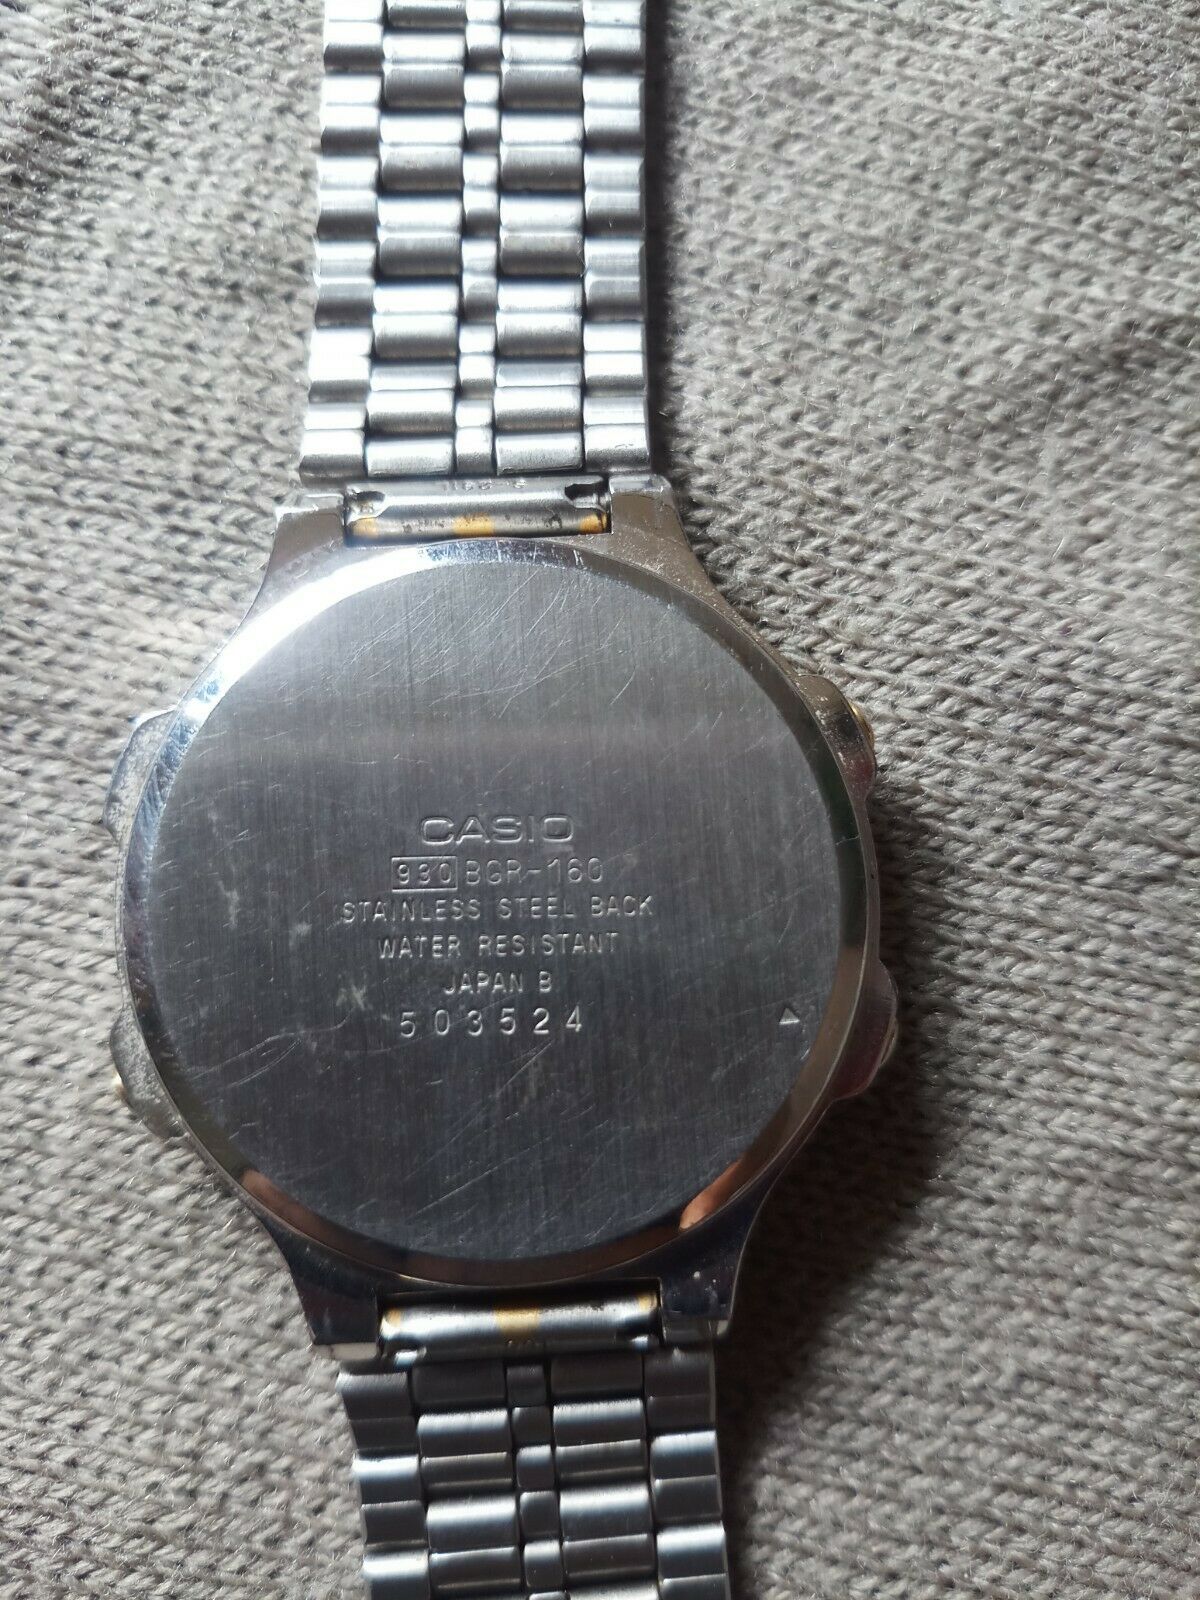 CASIO
930 BGR-160
STAINLESS STEEL BACK
WATER RESISTANT
JAPAN B
503524